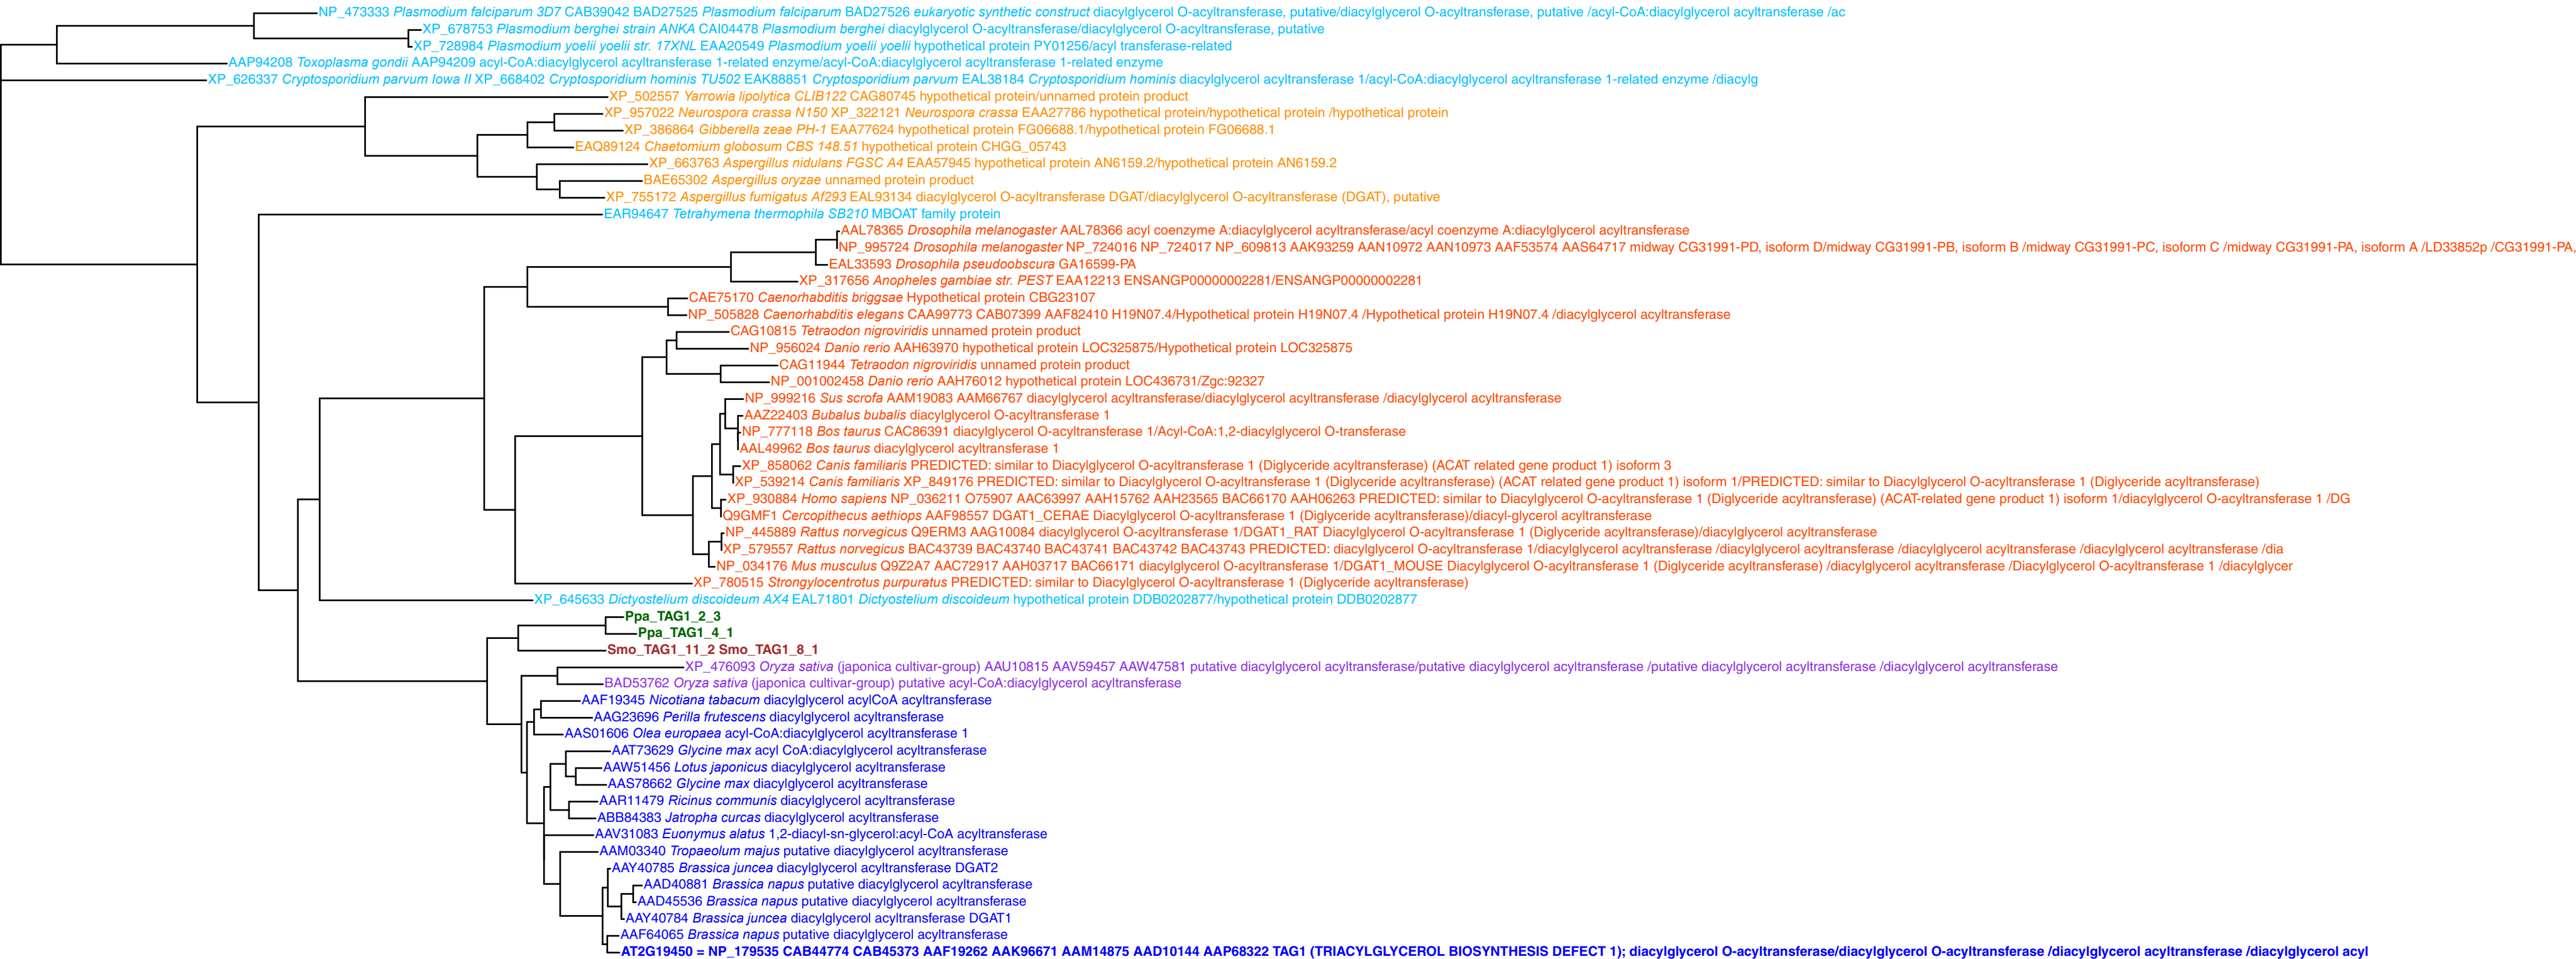 NP_473333 Plasmodium falciparum 3D7 CAB39042 BAD27525 Plasmodium falciparum BAD27526 eukaryotic synthetic construct diacylglycerol O-acyltransferase, putative/diacylglycerol O-acyltransferase, putative /acyl-CoA:diacylglycerol acyltransferase /ac
XP_678753 Plasmodium berghei strain ANKA CAI04478 Plasmodium berghei diacylglycerol O-acyltransferase/diacylglycerol O-acyltransferase, putative
XP_728984 Plasmodium yoelii yoelii str. 17XNL EAA20549 Plasmodium yoelii yoelii hypothetical protein PY01256/acyl transferase-related
AAP94208 Toxoplasma gondii AAP94209 acyl-CoA:diacylglycerol acyltransferase 1-related enzyme/acyl-CoA:diacylglycerol acyltransferase 1-related enzyme
XP_626337 Cryptosporidium parvum Iowa II XP_668402 Cryptosporidium hominis TU502 EAK88851 Cryptosporidium parvum EAL38184 Cryptosporidium hominis diacylglycerol acyltransferase 1/acyl-CoA:diacylglycerol acyltransferase 1-related enzyme /diacylg
XP_502557 Yarrowia lipolytica CLIB122 CAG80745 hypothetical protein/unnamed protein product
XP_957022 Neurospora crassa N150 XP_322121 Neurospora crassa EAA27786 hypothetical protein/hypothetical protein /hypothetical protein
XP_386864 Gibberella zeae PH-1 EAA77624 hypothetical protein FG06688.1/hypothetical protein FG06688.1
EAQ89124 Chaetomium globosum CBS 148.51 hypothetical protein CHGG_05743
XP_663763 Aspergillus nidulans FGSC A4 EAA57945 hypothetical protein AN6159.2/hypothetical protein AN6159.2
BAE65302 Aspergillus oryzae unnamed protein product
XP_755172 Aspergillus fumigatus Af293 EAL93134 diacylglycerol O-acyltransferase DGAT/diacylglycerol O-acyltransferase (DGAT), putative
EAR94647 Tetrahymena thermophila SB210 MBOAT family protein
AAL78365 Drosophila melanogaster AAL78366 acyl coenzyme A:diacylglycerol acyltransferase/acyl coenzyme A:diacylglycerol acyltransferase
NP_995724 Drosophila melanogaster NP_724016 NP_724017 NP_609813 AAK93259 AAN10972 AAN10973 AAF53574 AAS64717 midway CG31991-PD, isoform D/midway CG31991-PB, isoform B /midway CG31991-PC, isoform C /midway CG31991-PA, isoform A /LD33852p /CG31991-PA,
EAL33593 Drosophila pseudoobscura GA16599-PA
XP_317656 Anopheles gambiae str. PEST EAA12213 ENSANGP00000002281/ENSANGP00000002281
CAE75170 Caenorhabditis briggsae Hypothetical protein CBG23107
NP_505828 Caenorhabditis elegans CAA99773 CAB07399 AAF82410 H19N07.4/Hypothetical protein H19N07.4 /Hypothetical protein H19N07.4 /diacylglycerol acyltransferase
CAG10815 Tetraodon nigroviridis unnamed protein product
NP_956024 Danio rerio AAH63970 hypothetical protein LOC325875/Hypothetical protein LOC325875
CAG11944 Tetraodon nigroviridis unnamed protein product
NP_001002458 Danio rerio AAH76012 hypothetical protein LOC436731/Zgc:92327
NP_999216 Sus scrofa AAM19083 AAM66767 diacylglycerol acyltransferase/diacylglycerol acyltransferase /diacylglycerol acyltransferase
AAZ22403 Bubalus bubalis diacylglycerol O-acyltransferase 1
NP_777118 Bos taurus CAC86391 diacylglycerol O-acyltransferase 1/Acyl-CoA:1,2-diacylglycerol O-transferase
AAL49962 Bos taurus diacylglycerol acyltransferase 1
XP_858062 Canis familiaris PREDICTED: similar to Diacylglycerol O-acyltransferase 1 (Diglyceride acyltransferase) (ACAT related gene product 1) isoform 3
XP_539214 Canis familiaris XP_849176 PREDICTED: similar to Diacylglycerol O-acyltransferase 1 (Diglyceride acyltransferase) (ACAT related gene product 1) isoform 1/PREDICTED: similar to Diacylglycerol O-acyltransferase 1 (Diglyceride acyltransferase)
XP_930884 Homo sapiens NP_036211 O75907 AAC63997 AAH15762 AAH23565 BAC66170 AAH06263 PREDICTED: similar to Diacylglycerol O-acyltransferase 1 (Diglyceride acyltransferase) (ACAT-related gene product 1) isoform 1/diacylglycerol O-acyltransferase 1 /DG
Q9GMF1 Cercopithecus aethiops AAF98557 DGAT1_CERAE Diacylglycerol O-acyltransferase 1 (Diglyceride acyltransferase)/diacyl-glycerol acyltransferase
NP_445889 Rattus norvegicus Q9ERM3 AAG10084 diacylglycerol O-acyltransferase 1/DGAT1_RAT Diacylglycerol O-acyltransferase 1 (Diglyceride acyltransferase)/diacylglycerol acyltransferase
XP_579557 Rattus norvegicus BAC43739 BAC43740 BAC43741 BAC43742 BAC43743 PREDICTED: diacylglycerol O-acyltransferase 1/diacylglycerol acyltransferase /diacylglycerol acyltransferase /diacylglycerol acyltransferase /diacylglycerol acyltransferase /dia
NP_034176 Mus musculus Q9Z2A7 AAC72917 AAH03717 BAC66171 diacylglycerol O-acyltransferase 1/DGAT1_MOUSE Diacylglycerol O-acyltransferase 1 (Diglyceride acyltransferase) /diacylglycerol acyltransferase /Diacylglycerol O-acyltransferase 1 /diacylglycer
XP_780515 Strongylocentrotus purpuratus PREDICTED: similar to Diacylglycerol O-acyltransferase 1 (Diglyceride acyltransferase)
XP_645633 Dictyostelium discoideum AX4 EAL71801 Dictyostelium discoideum hypothetical protein DDB0202877/hypothetical protein DDB0202877
Ppa_TAG1_2_3
Ppa_TAG1_4_1
Smo_TAG1_11_2 Smo_TAG1_8_1
XP_476093 Oryza sativa (japonica cultivar-group) AAU10815 AAV59457 AAW47581 putative diacylglycerol acyltransferase/putative diacylglycerol acyltransferase /putative diacylglycerol acyltransferase /diacylglycerol acyltransferase
BAD53762 Oryza sativa (japonica cultivar-group) putative acyl-CoA:diacylglycerol acyltransferase
AAF19345 Nicotiana tabacum diacylglycerol acylCoA acyltransferase
AAG23696 Perilla frutescens diacylglycerol acyltransferase
AAS01606 Olea europaea acyl-CoA:diacylglycerol acyltransferase 1
AAT73629 Glycine max acyl CoA:diacylglycerol acyltransferase
AAW51456 Lotus japonicus diacylglycerol acyltransferase
AAS78662 Glycine max diacylglycerol acyltransferase
AAR11479 Ricinus communis diacylglycerol acyltransferase
ABB84383 Jatropha curcas diacylglycerol acyltransferase
AAV31083 Euonymus alatus 1,2-diacyl-sn-glycerol:acyl-CoA acyltransferase
AAM03340 Tropaeolum majus putative diacylglycerol acyltransferase
AAY40785 Brassica juncea diacylglycerol acyltransferase DGAT2
AAD40881 Brassica napus putative diacylglycerol acyltransferase
AAD45536 Brassica napus putative diacylglycerol acyltransferase
AAY40784 Brassica juncea diacylglycerol acyltransferase DGAT1
AAF64065 Brassica napus putative diacylglycerol acyltransferase
AT2G19450 = NP_179535 CAB44774 CAB45373 AAF19262 AAK96671 AAM14875 AAD10144 AAP68322 TAG1 (TRIACYLGLYCEROL BIOSYNTHESIS DEFECT 1); diacylglycerol O-acyltransferase/diacylglycerol O-acyltransferase /diacylglycerol acyltransferase /diacylglycerol acyl